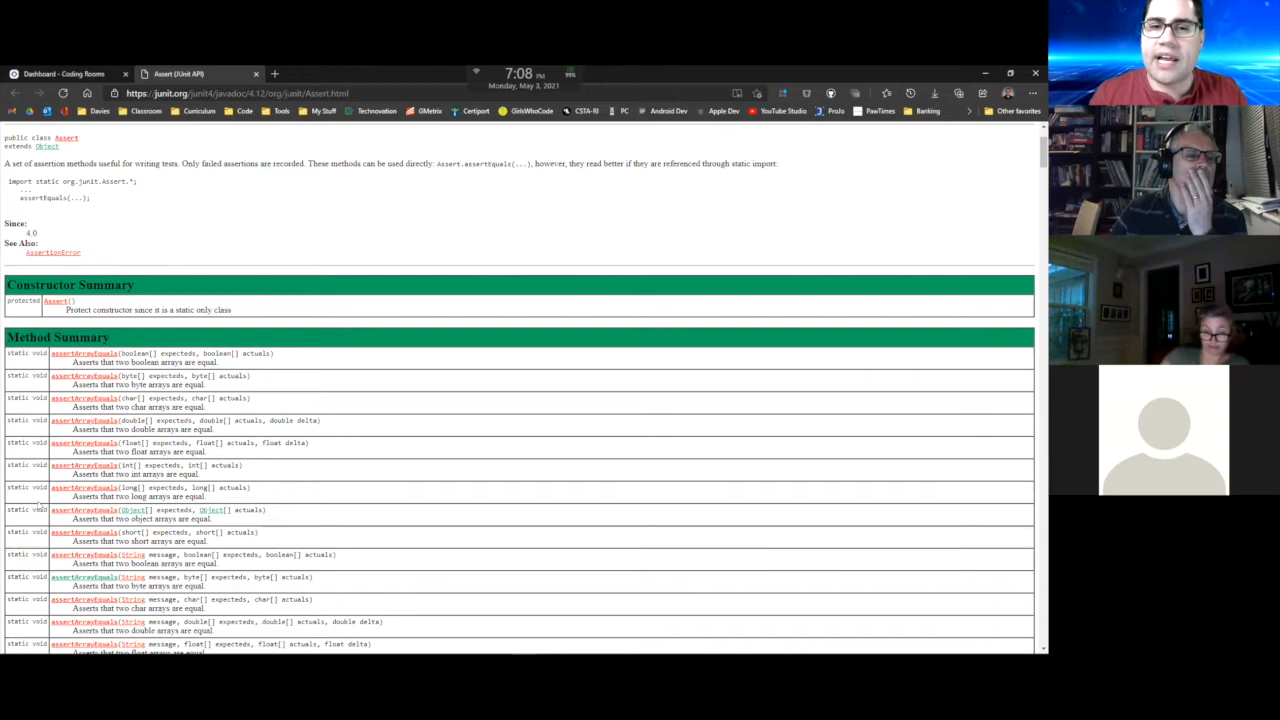 Dashboard - Coding Rooms
Assert (JUnit API)
7:08 PM
99%
Monday, May 3, 2021
https://junit.org/junit4/javadoc/4.12/org/junit/Assert.html
Davies Classroom Curriculum Code Tools My Stuff Technovation GMetrix Certiport GirlsWhoCode CSTA-RI PC Android Dev Apple Dev YouTube Studio ProJo PawTimes Banking Other favorites
public class Assert
extends Object
A set of assertion methods useful for writing tests. Only failed assertions are recorded. These methods can be used directly: Assert.assertEquals(...), however, they read better if they are referenced through static import:
import static org.junit.Assert.*;
...
assertEquals(...);
Since:
4.0
See Also:
AssertionError
Constructor Summary
protected Assert()
Protect constructor since it is a static only class
Method Summary
static void assertArrayEquals(boolean[] expecteds, boolean[] actuals)
Asserts that two boolean arrays are equal.
static void assertArrayEquals(byte[] expecteds, byte[] actuals)
Asserts that two byte arrays are equal.
static void assertArrayEquals(char[] expecteds, char[] actuals)
Asserts that two char arrays are equal.
static void assertArrayEquals(double[] expecteds, double[] actuals, double delta)
Asserts that two double arrays are equal.
static void assertArrayEquals(float[] expecteds, float[] actuals, float delta)
Asserts that two float arrays are equal.
static void assertArrayEquals(int[] expecteds, int[] actuals)
Asserts that two int arrays are equal.
static void assertArrayEquals(long[] expecteds, long[] actuals)
Asserts that two long arrays are equal.
static void assertArrayEquals(Object[] expecteds, Object[] actuals)
Asserts that two object arrays are equal.
static void assertArrayEquals(short[] expecteds, short[] actuals)
Asserts that two short arrays are equal.
static void assertArrayEquals(String message, boolean[] expecteds, boolean[] actuals)
Asserts that two boolean arrays are equal.
static void assertArrayEquals(String message, byte[] expecteds, byte[] actuals)
Asserts that two byte arrays are equal.
static void assertArrayEquals(String message, char[] expecteds, char[] actuals)
Asserts that two char arrays are equal.
static void assertArrayEquals(String message, double[] expecteds, double[] actuals, double delta)
Asserts that two double arrays are equal.
static void assertArrayEquals(String message, float[] expecteds, float[] actuals, float delta)
Asserts that two float arrays are equal.